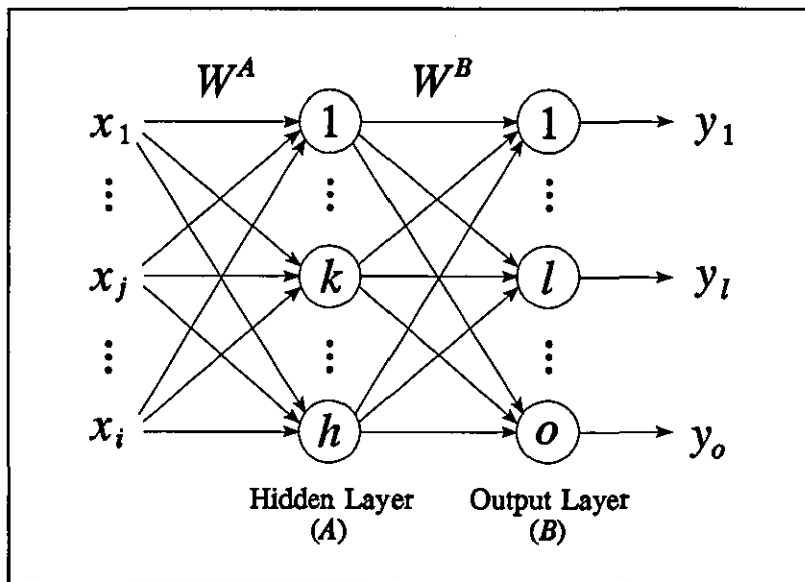 W^A W^B
x_1 1 1 y_1
⋮ ⋮ ⋮
x_j k l y_l
⋮ ⋮ ⋮
x_i h o y_o
Hidden Layer Output Layer
(A) (B)